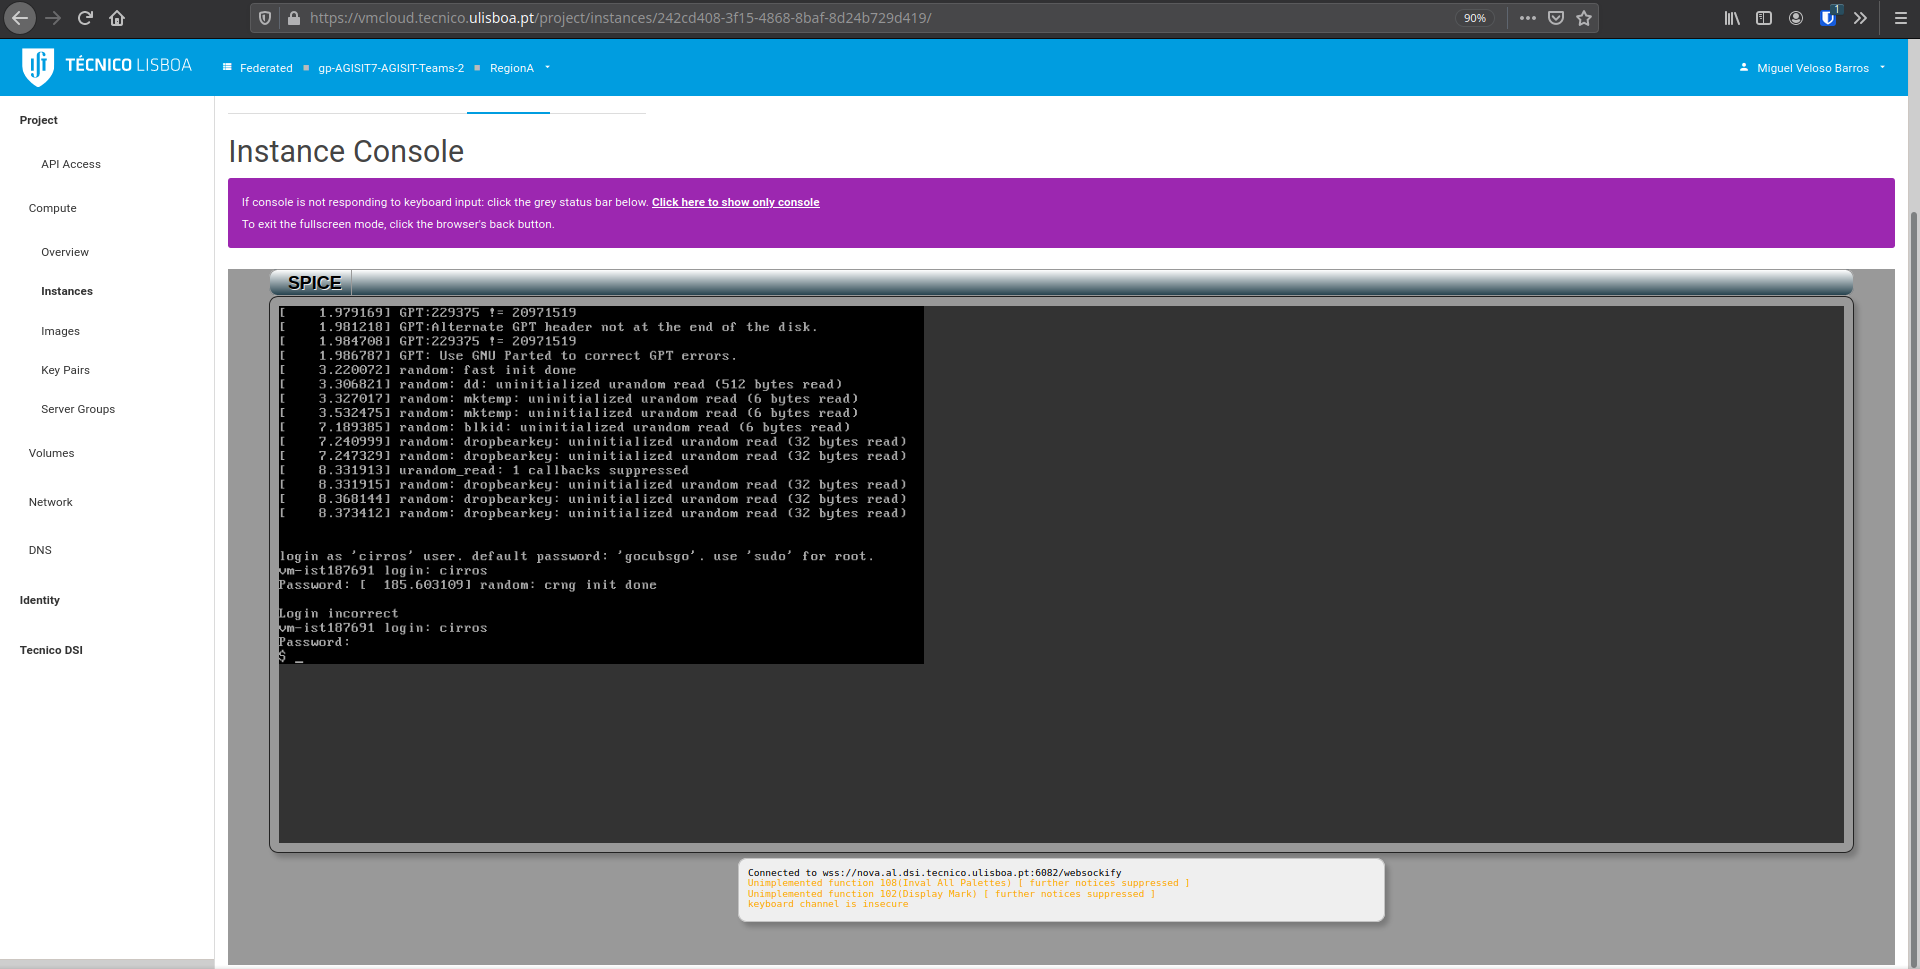 https://vmcloud.tecnico.ulisboa.pt/project/instances/242cd408-3f15-4868-8baf-8d24b729d419/
90%
1
TÉCNICO LISBOA
Federated gp-AGISIT7-AGISIT-Teams-2 RegionA
Miguel Veloso Barros
Project
API Access
Compute
Overview
Instances
Images
Key Pairs
Server Groups
Volumes
Network
DNS
Identity
Tecnico DSI
Instance Console
If console is not responding to keyboard input: click the grey status bar below. Click here to show only console
To exit the fullscreen mode, click the browser's back button.
SPICE
[    1.979169] GPT:229375 != 20971519
[    1.981218] GPT:Alternate GPT header not at the end of the disk.
[    1.984708] GPT:229375 != 20971519
[    1.986787] GPT: Use GNU Parted to correct GPT errors.
[    3.220072] random: fast init done
[    3.306821] random: dd: uninitialized urandom read (512 bytes read)
[    3.327017] random: mktemp: uninitialized urandom read (6 bytes read)
[    3.532475] random: mktemp: uninitialized urandom read (6 bytes read)
[    7.189385] random: blkid: uninitialized urandom read (6 bytes read)
[    7.240999] random: dropbearkey: uninitialized urandom read (32 bytes read)
[    7.247329] random: dropbearkey: uninitialized urandom read (32 bytes read)
[    8.331913] urandom_read: 1 callbacks suppressed
[    8.331915] random: dropbearkey: uninitialized urandom read (32 bytes read)
[    8.368144] random: dropbearkey: uninitialized urandom read (32 bytes read)
[    8.373412] random: dropbearkey: uninitialized urandom read (32 bytes read)
login as 'cirros' user. default password: 'gocubsgo'. use 'sudo' for root.
vm-ist187691 login: cirros
Password: [  185.603109] random: crng init done
Login incorrect
vm-ist187691 login: cirros
Password:
$ _
Connected to wss://nova.al.dsi.tecnico.ulisboa.pt:6082/websockify
Unimplemented function 108(Inval All Palettes) [ further notices suppressed ]
Unimplemented function 102(Display Mark) [ further notices suppressed ]
keyboard channel is insecure